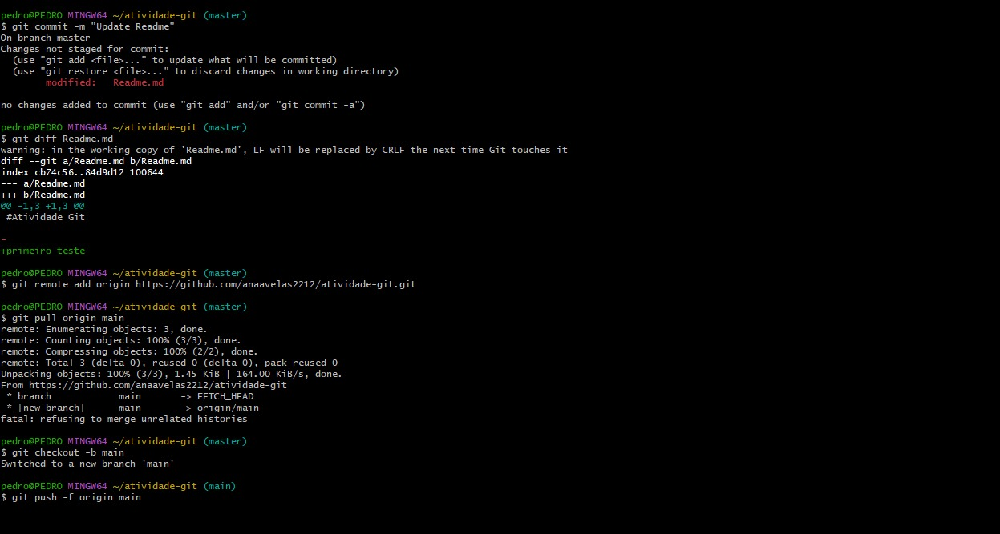 pedro@PEDRO MINGW64 ~/atividade-git (master)
$ git commit -m "Update Readme"
On branch master
Changes not staged for commit:
  (use "git add <file>..." to update what will be committed)
  (use "git restore <file>..." to discard changes in working directory)
        modified:   Readme.md

no changes added to commit (use "git add" and/or "git commit -a")

pedro@PEDRO MINGW64 ~/atividade-git (master)
$ git diff Readme.md
warning: in the working copy of 'Readme.md', LF will be replaced by CRLF the next time Git touches it
diff --git a/Readme.md b/Readme.md
index cb74c56..84d9d12 100644
--- a/Readme.md
+++ b/Readme.md
@@ -1,3 +1,3 @@
 #Atividade Git

-
+primeiro teste

pedro@PEDRO MINGW64 ~/atividade-git (master)
$ git remote add origin https://github.com/anaavelas2212/atividade-git.git

pedro@PEDRO MINGW64 ~/atividade-git (master)
$ git pull origin main
remote: Enumerating objects: 3, done.
remote: Counting objects: 100% (3/3), done.
remote: Compressing objects: 100% (2/2), done.
remote: Total 3 (delta 0), reused 0 (delta 0), pack-reused 0
Unpacking objects: 100% (3/3), 1.45 KiB | 164.00 KiB/s, done.
From https://github.com/anaavelas2212/atividade-git
 * branch            main       -> FETCH_HEAD
 * [new branch]      main       -> origin/main
fatal: refusing to merge unrelated histories

pedro@PEDRO MINGW64 ~/atividade-git (master)
$ git checkout -b main
Switched to a new branch 'main'

pedro@PEDRO MINGW64 ~/atividade-git (main)
$ git push -f origin main